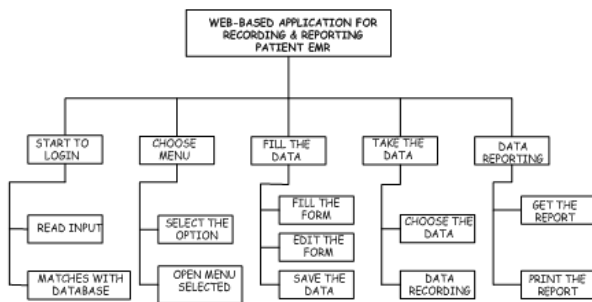 WEB-BASED APPLICATION FOR
RECORDING & REPORTING
PATIENT EMR
START TO
LOGIN
CHOOSE
MENU
FILL THE
DATA
TAKE THE
DATA
DATA
REPORTING
READ INPUT
MATCHES WITH
DATABASE
SELECT THE
OPTION
OPEN MENU
SELECTED
FILL THE
FORM
EDIT THE
FORM
SAVE THE
DATA
CHOOSE THE
DATA
DATA
RECORDING
GET THE
REPORT
PRINT THE
REPORT